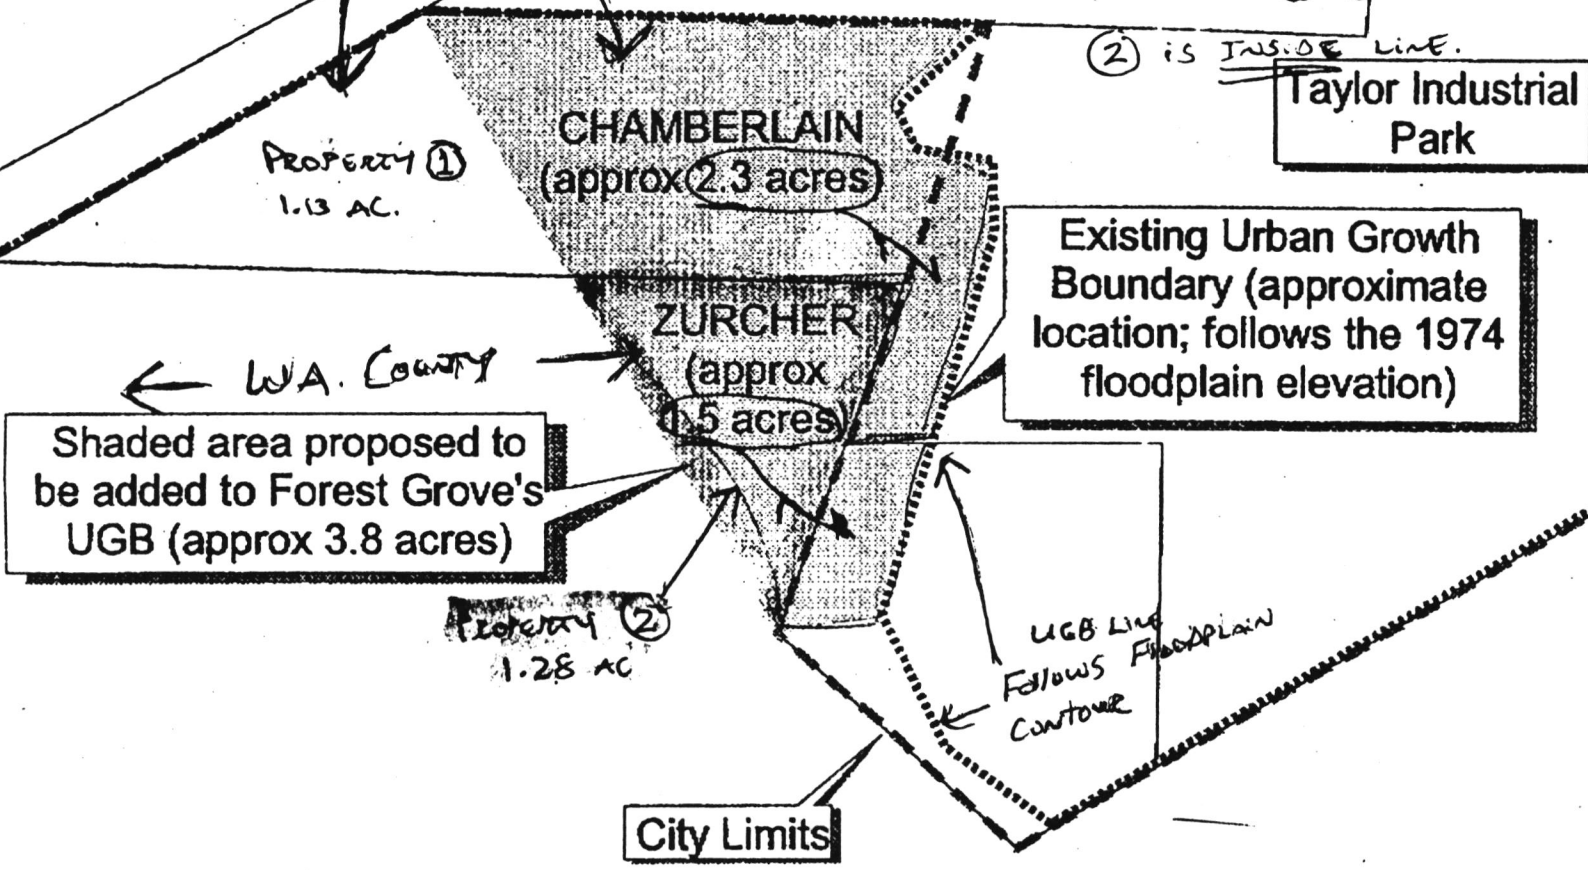 ② is INSIDE LINE.
Taylor Industrial
Park
CHAMBERLAIN
(approx 2.3 acres)
PROPERTY ①
1.13 AC.
Existing Urban Growth
Boundary (approximate
location; follows the 1974
floodplain elevation)
ZURCHER
(approx
1.5 acres)
WA. COUNTY
Shaded area proposed to
be added to Forest Grove's
UGB (approx 3.8 acres)
PROPERTY ②
1.28 AC
UGB LINE
FOLLOWS FLOODPLAIN
CONTOUR
City Limits